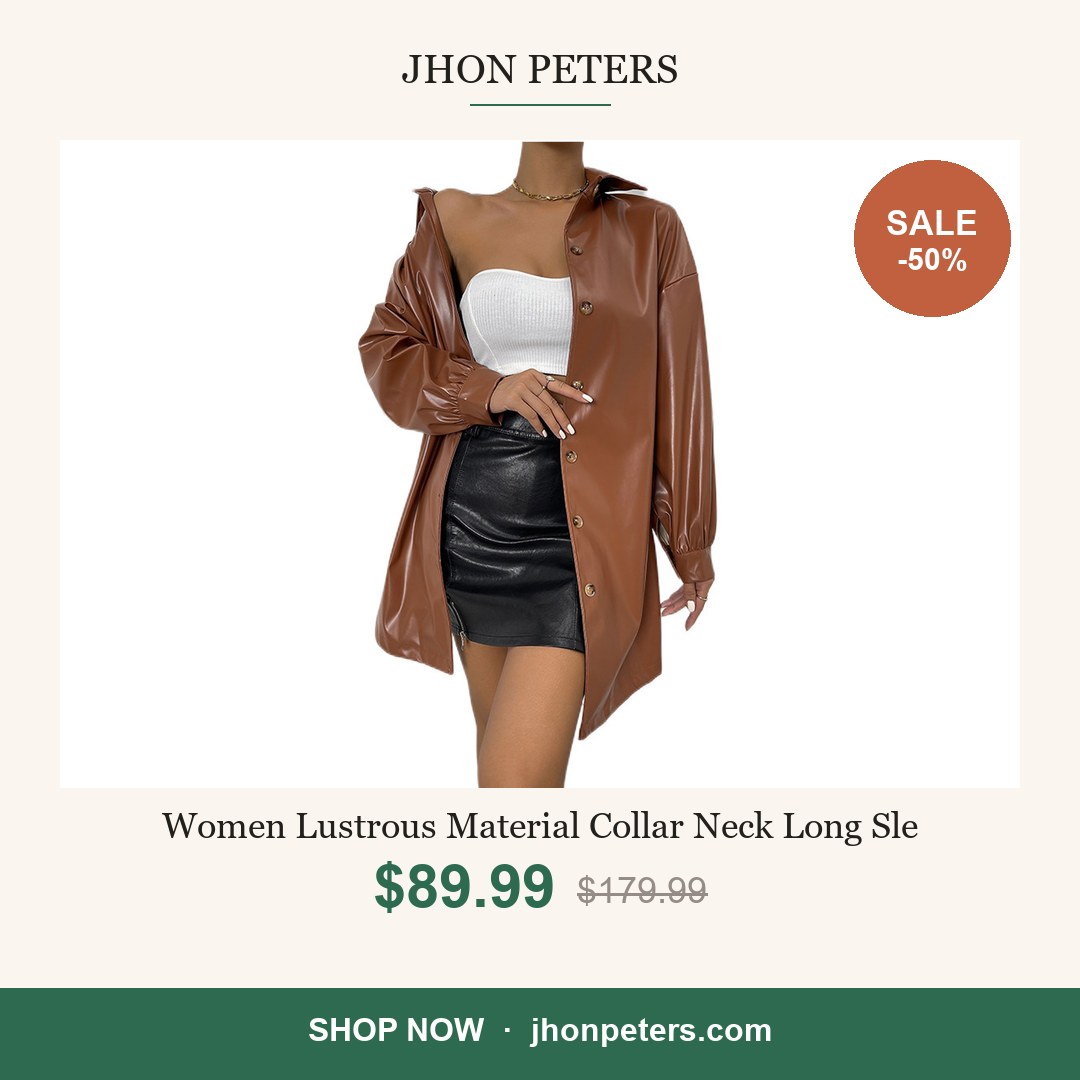 JHON PETERS
SALE
-50%
Women Lustrous Material Collar Neck Long Sle
$89.99 $179.99
SHOP NOW · jhonpeters.com